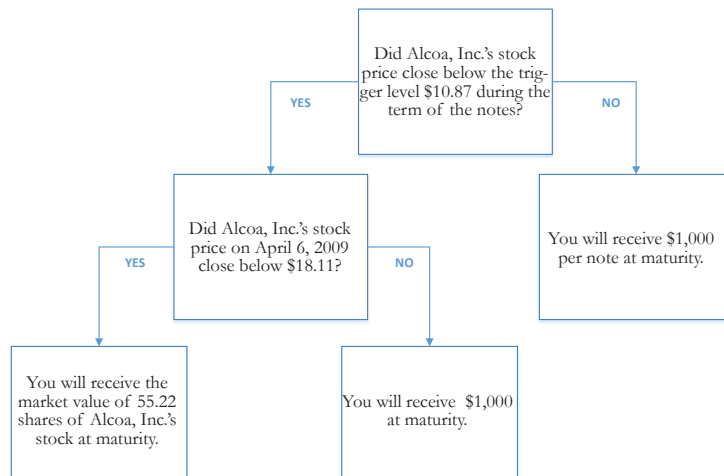 Did Alcoa, Inc.'s stock
price close below the trig-
ger level $10.87 during the
term of the notes?
YES
NO
Did Alcoa, Inc.'s stock
price on April 6, 2009
close below $18.11?
You will receive $1,000
per note at maturity.
YES
NO
You will receive the
market value of 55.22
shares of Alcoa, Inc.'s
stock at maturity.
You will receive $1,000
at maturity.